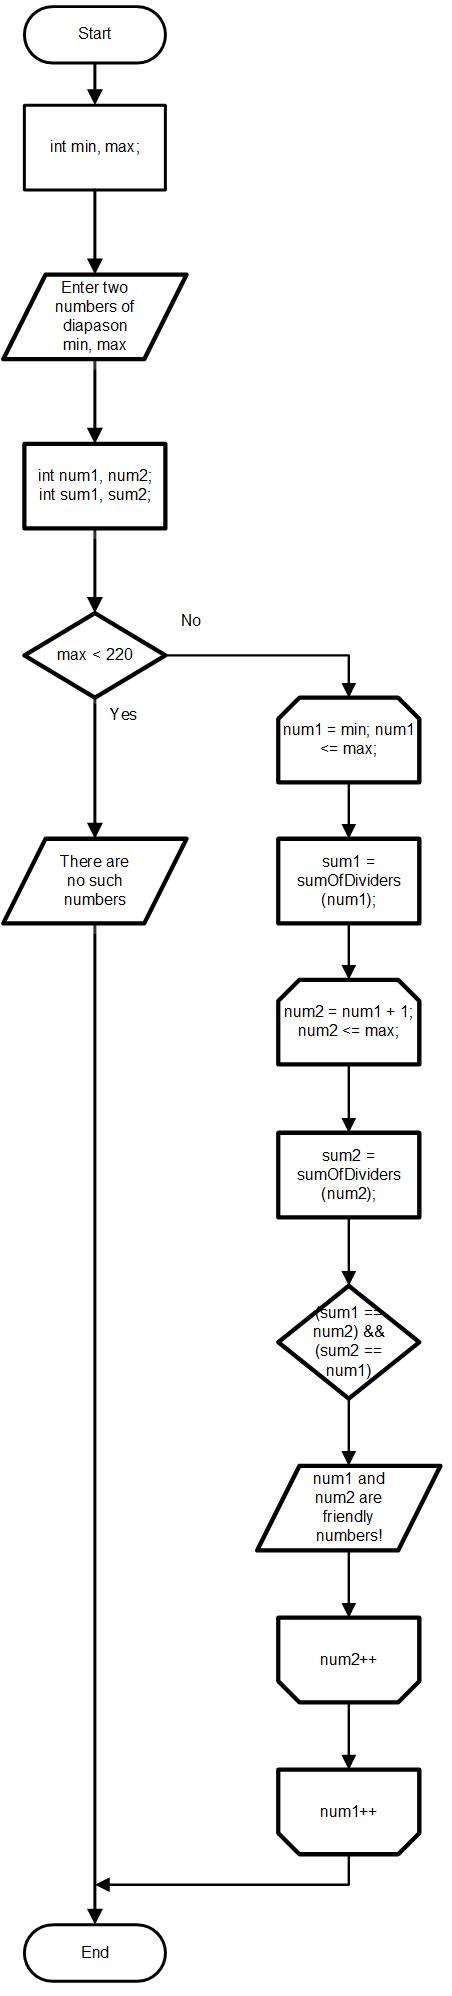 Start
int min, max;
Enter two
numbers of
diapason
min, max
int num1, num2;
int sum1, sum2;
max < 220
No
Yes
There are
no such
numbers
num1 = min; num1
<= max;
sum1 =
sumOfDividers
(num1);
num2 = num1 + 1;
num2 <= max;
sum2 =
sumOfDividers
(num2);
(sum1 ==
num2) &&
(sum2 ==
num1)
num1 and
num2 are
friendly
numbers!
num2++
num1++
End